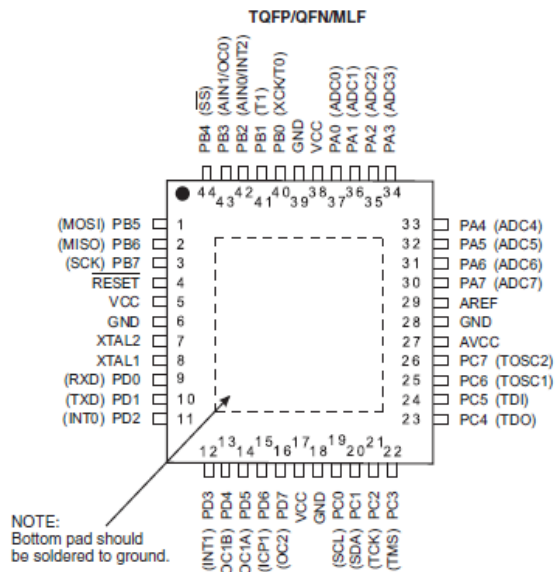 TQFP/QFN/MLF
PB4 (SS)
PB3 (AIN1/OC0)
PB2 (AIN0/INT2)
PB1 (T1)
PB0 (XCK/T0)
GND
VCC
PA0 (ADC0)
PA1 (ADC1)
PA2 (ADC2)
PA3 (ADC3)
44 43 42 41 40 39 38 37 36 35 34
(MOSI) PB5 1
(MISO) PB6 2
(SCK) PB7 3
RESET 4
VCC 5
GND 6
XTAL2 7
XTAL1 8
(RXD) PD0 9
(TXD) PD1 10
(INT0) PD2 11
33 PA4 (ADC4)
32 PA5 (ADC5)
31 PA6 (ADC6)
30 PA7 (ADC7)
29 AREF
28 GND
27 AVCC
26 PC7 (TOSC2)
25 PC6 (TOSC1)
24 PC5 (TDI)
23 PC4 (TDO)
12 13 14 15 16 17 18 19 20 21 22
(INT1) PD3
OC1B) PD4
OC1A) PD5
(ICP1) PD6
(OC2) PD7
VCC
GND
(SCL) PC0
(SDA) PC1
(TCK) PC2
(TMS) PC3
NOTE:
Bottom pad should
be soldered to ground.